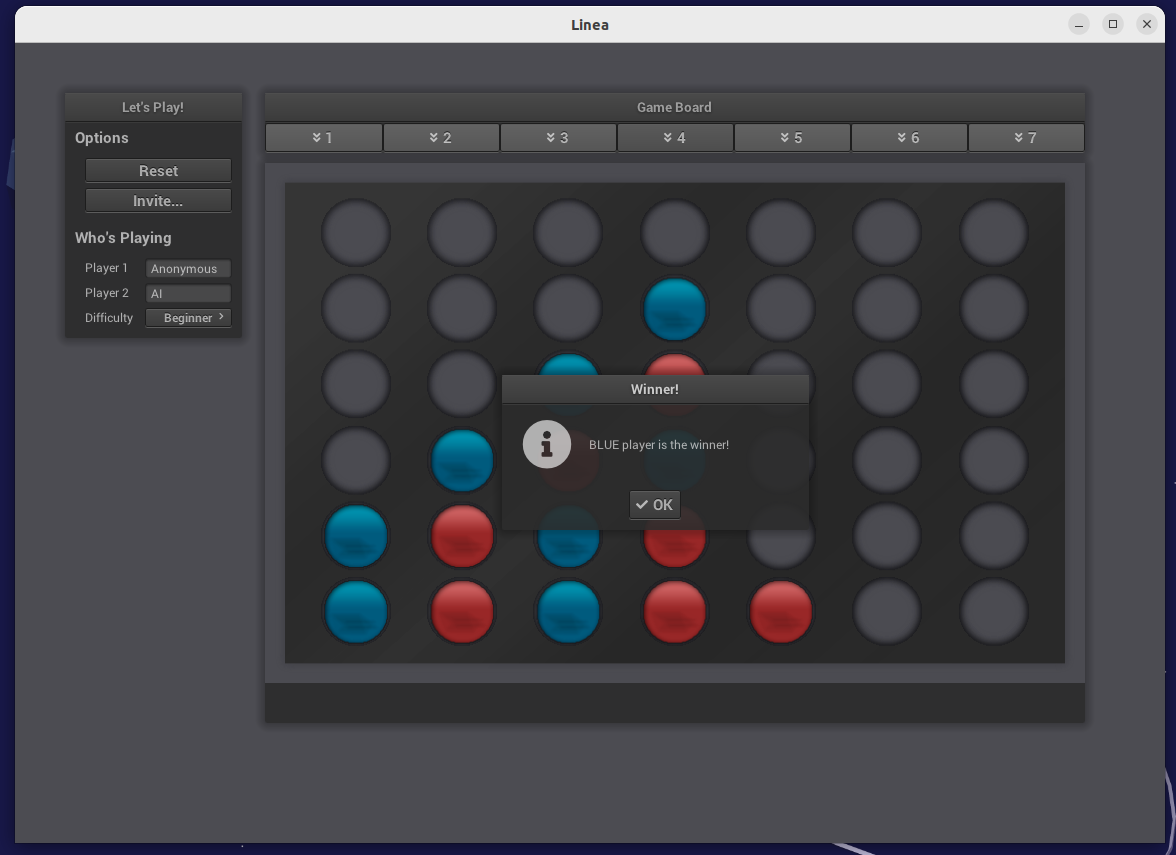 Linea
Let's Play!
Options
Reset
Invite...
Who's Playing
Player 1 Anonymous
Player 2 AI
Difficulty Beginner
Game Board
1 2 3 4 5 6 7
Winner!
BLUE player is the winner!
OK